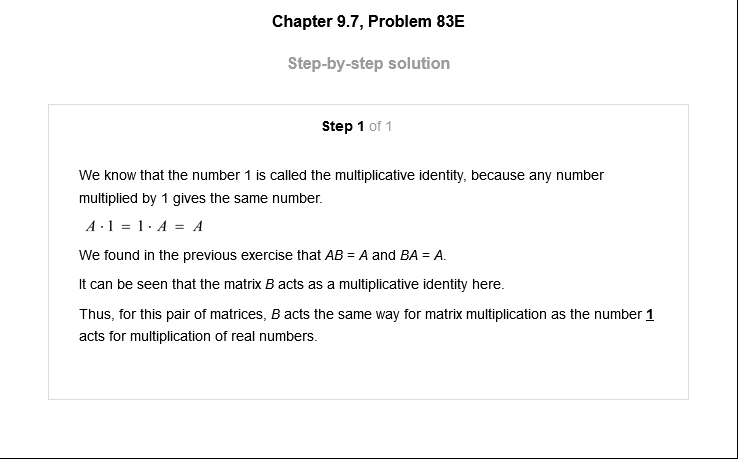 Chapter 9.7, Problem 83E
Step-by-step solution
Step 1 of 1
We know that the number 1 is called the multiplicative identity, because any number
multiplied by 1 gives the same number.
A · 1 = 1 · A = A
We found in the previous exercise that AB = A and BA = A.
It can be seen that the matrix B acts as a multiplicative identity here.
Thus, for this pair of matrices, B acts the same way for matrix multiplication as the number 1
acts for multiplication of real numbers.